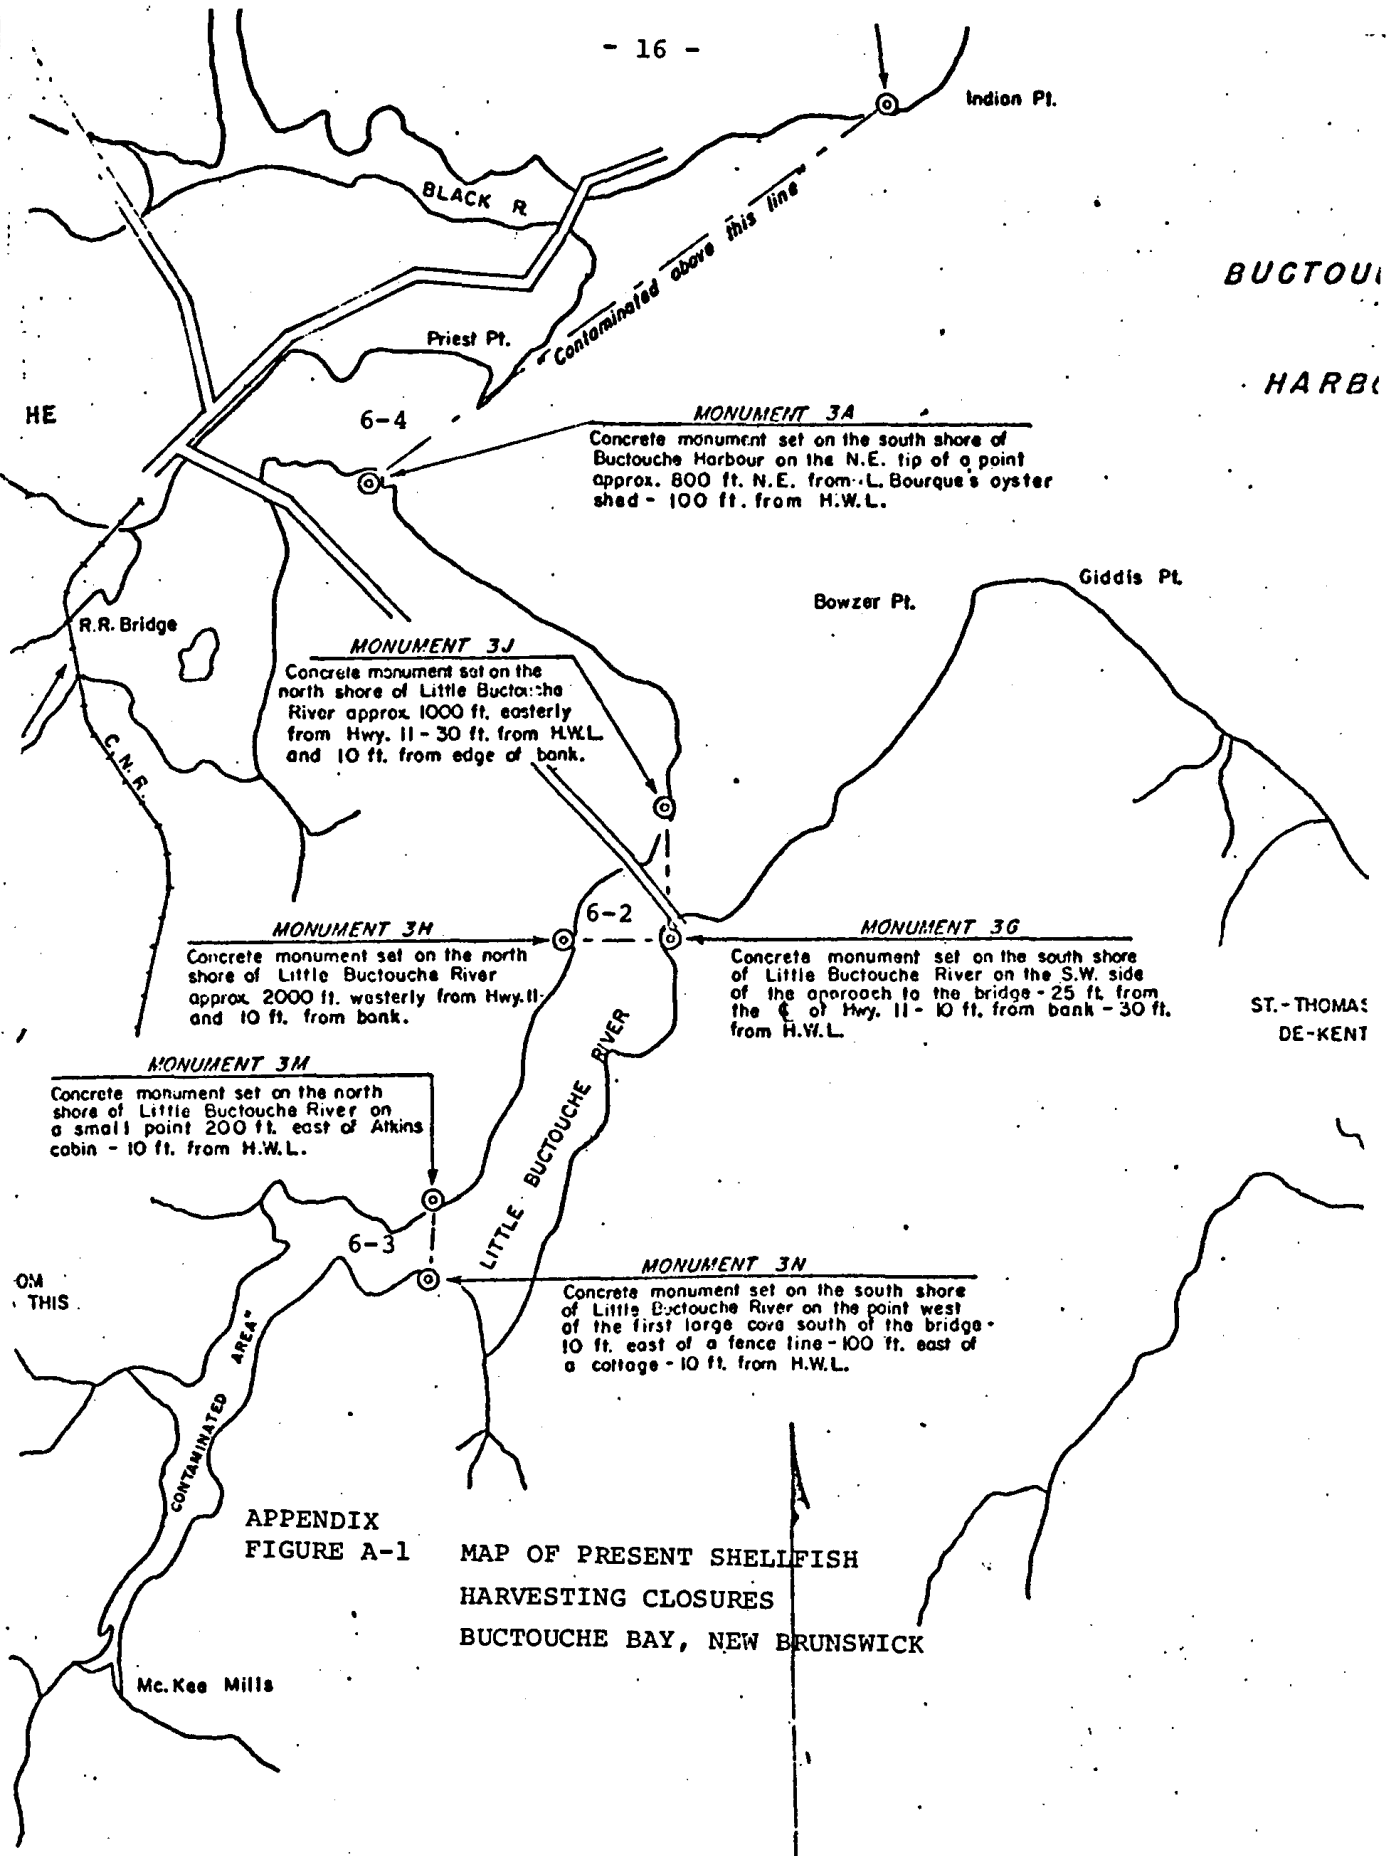 - 16 -
Indian Pt.
BLACK R.
"Contaminated above this line"
BUCTOU
HARB
Priest Pt.
HE
6-4
MONUMENT 3A
Concrete monument set on the south shore of
Buctouche Harbour on the N.E. tip of a point
approx. 800 ft. N.E. from L. Bourque's oyster
shed - 100 ft. from H.W.L.
Giddis Pt.
Bowzer Pt.
R.R. Bridge
MONUMENT 3J
Concrete monument set on the
north shore of Little Buctouche
River approx. 1000 ft. easterly
from Hwy. 11 - 30 ft. from H.W.L.
and 10 ft. from edge of bank.
C.N.R.
6-2
MONUMENT 3H
Concrete monument set on the north
shore of Little Buctouche River
approx. 2000 ft. westerly from Hwy. 11-
and 10 ft. from bank.
MONUMENT 3G
Concrete monument set on the south shore
of Little Buctouche River on the S.W. side
of the approach to the bridge - 25 ft. from
the ℄ of Hwy. 11 - 10 ft. from bank - 30 ft.
from H.W.L.
ST.-THOMAS
DE-KENT
LITTLE BUCTOUCHE RIVER
MONUMENT 3M
Concrete monument set on the north
shore of Little Buctouche River on
a small point 200 ft. east of Atkins
cabin - 10 ft. from H.W.L.
6-3
OM
THIS
MONUMENT 3N
Concrete monument set on the south shore
of Little Buctouche River on the point west
of the first large cove south of the bridge -
10 ft. east of a fence line - 100 ft. east of
a cottage - 10 ft. from H.W.L.
CONTAMINATED AREA"
APPENDIX
FIGURE A-1
MAP OF PRESENT SHELLFISH
HARVESTING CLOSURES
BUCTOUCHE BAY, NEW BRUNSWICK
Mc.Kee Mills